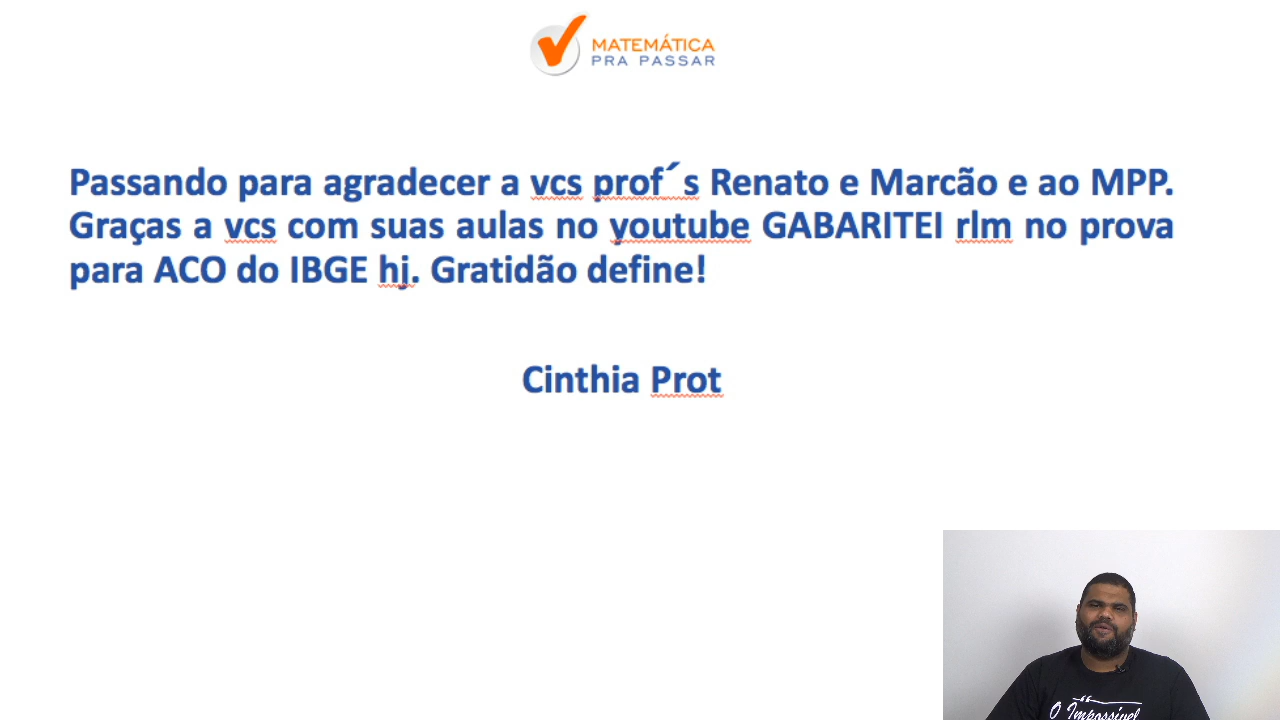 MATEMÁTICA
PRA PASSAR
Passando para agradecer a vcs prof´s Renato e Marcão e ao MPP.
Graças a vcs com suas aulas no youtube GABARITEI rlm no prova
para ACO do IBGE hj. Gratidão define!
Cinthia Prot
“
O Impossível